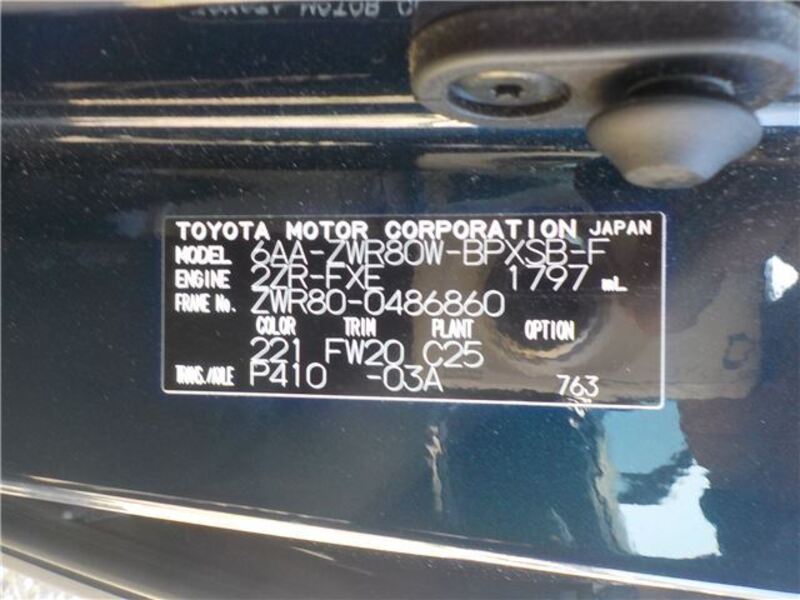 TOYOTA MOTOR CORPORATION JAPAN
MODEL 6AA-ZWR80W-BPXSB-F
ENGINE 2ZR-FXE 1797 mL
FRAME No. ZWR80-0486860
COLOR TRIM PLANT OPTION
221 FW20 C25
TRANS./AXLE P410 -03A 763